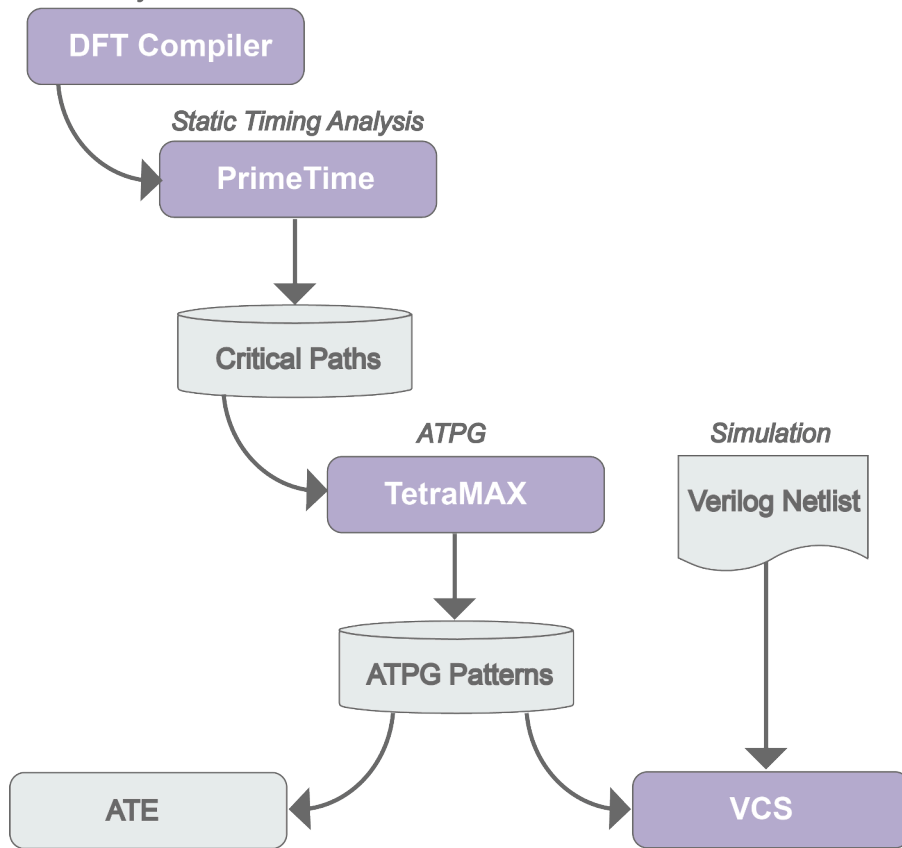 DFT Compiler
Static Timing Analysis
PrimeTime
Critical Paths
ATPG
Simulation
TetraMAX
Verilog Netlist
ATPG Patterns
ATE
VCS